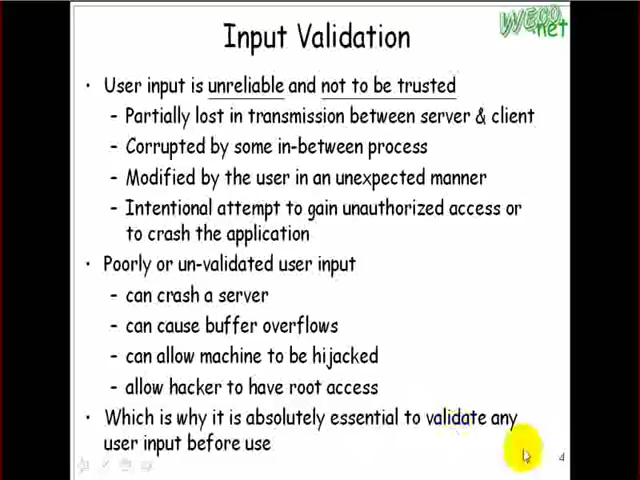 WECO
.net
Input Validation
· User input is unreliable and not to be trusted
– Partially lost in transmission between server & client
– Corrupted by some in-between process
– Modified by the user in an unexpected manner
– Intentional attempt to gain unauthorized access or
to crash the application
· Poorly or un-validated user input
– can crash a server
– can cause buffer overflows
– can allow machine to be hijacked
– allow hacker to have root access
· Which is why it is absolutely essential to validate any
user input before use
4